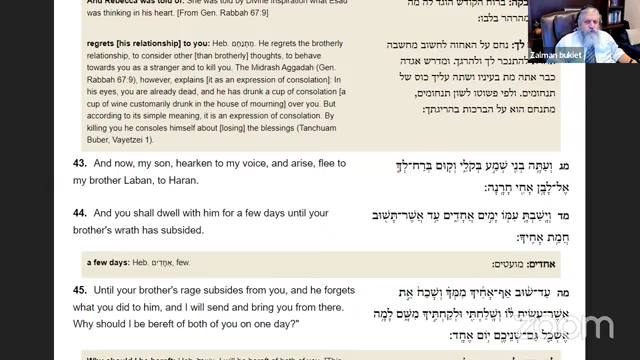 And Rebecca was told of: She was told by Divine inspiration what Esau
was thinking in his heart. [From Gen. Rabbah 67:9]
ברוח הקודש הוגד לה מה
מהרהר בלבו:
Zalman bukiet
regrets [his relationship] to you: Heb. מִתְנַחֵם. He regrets the brotherly
relationship, to consider other [than brotherly] thoughts, to behave
towards you as a stranger and to kill you. The Midrash Aggadah (Gen.
Rabbah 67:9), however, explains [it as an expression of consolation]: In
his eyes, you are already dead, and he has drunk a cup of consolation [a
cup of wine customarily drunk in the house of mourning] over you. But
according to its simple meaning, it is an expression of consolation. By
killing you he consoles himself about [losing] the blessings (Tanchuam
Buber, Vayetzei 1).
לך: נחם על האחוה לחשוב מחשבה
להתנכר לך ולהרגך. ומדרש אגדה
כבר אתה מת בעיניו ושתה עליך כוס של
תנחומים. ולפי פשוטו לשון תנחומים,
מתנחם הוא על הברכות בהריגתך:
43. And now, my son, hearken to my voice, and arise, flee to
my brother Laban, to Haran.
מג וְעַתָּה בְנִי שְׁמַע בְּקֹלִי וְקוּם בְּרַח־לְךָ
אֶל־לָבָן אָחִי חָרָנָה:
44. And you shall dwell with him for a few days until your
brother's wrath has subsided.
מד וְיָשַׁבְתָּ עִמּוֹ יָמִים אֲחָדִים עַד אֲשֶׁר־תָּשׁוּב
חֲמַת אָחִיךָ:
a few days: Heb. אֲחָדִים, few.
אחדים: מועטים:
45. Until your brother's rage subsides from you, and he forgets
what you did to him, and I will send and bring you from there.
Why should I be bereft of both of you on one day?"
מה עַד־שׁוּב אַף־אָחִיךָ מִמְּךָ וְשָׁכַח אֵת
אֲשֶׁר־עָשִׂיתָ לּוֹ וְשָׁלַחְתִּי וּלְקַחְתִּיךָ מִשָּׁם לָמָה
אֶשְׁכַּל גַּם־שְׁנֵיכֶם יוֹם אֶחָד:
zoom